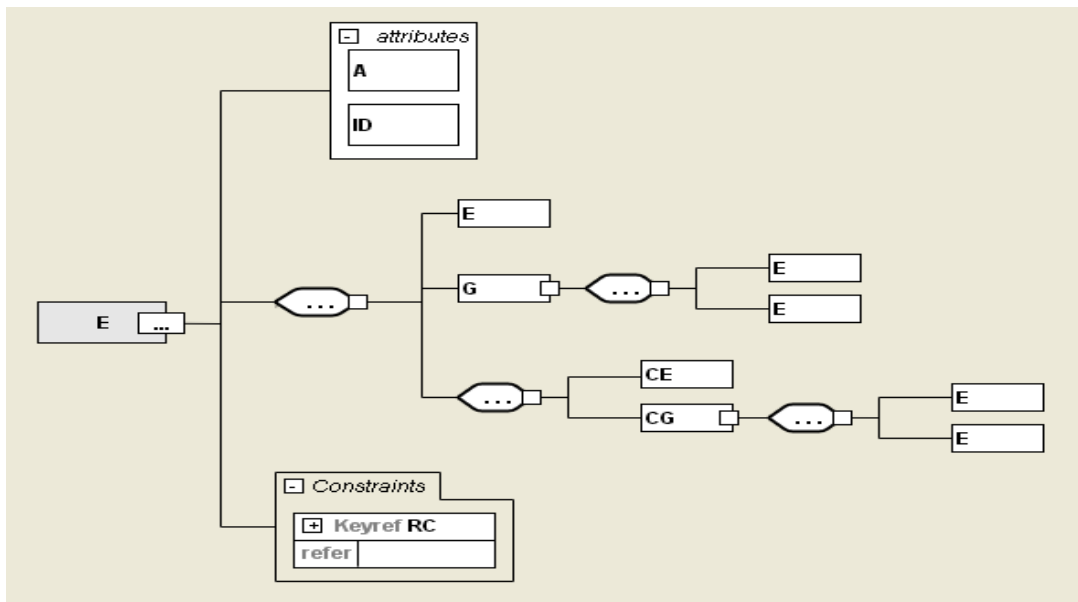 attributes
A
ID
E
G
E
E
E
...
...
...
CE
CG
...
E
E
...
Constraints
Keyref RC
refer